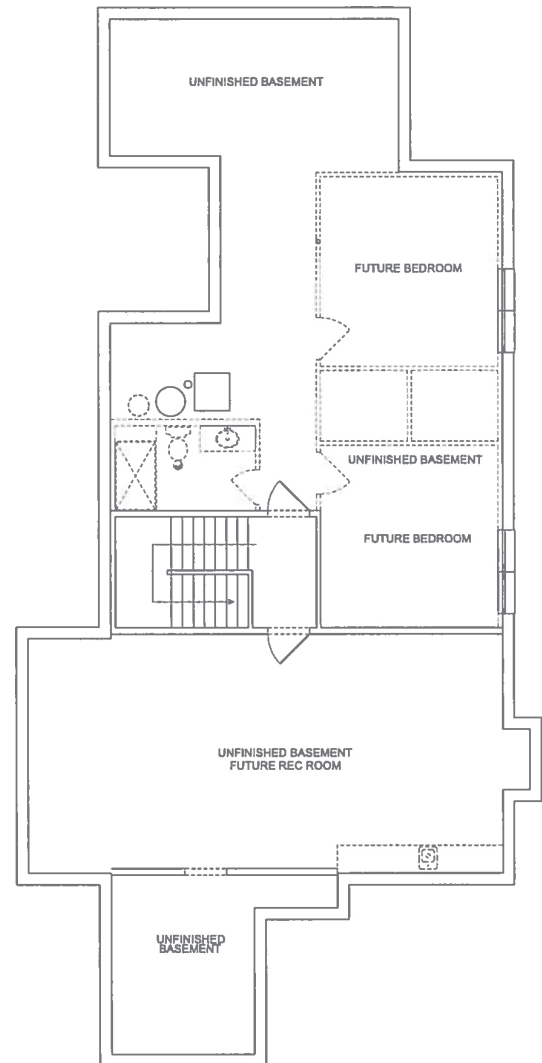 UNFINISHED BASEMENT
FUTURE BEDROOM
UNFINISHED BASEMENT
FUTURE BEDROOM
UNFINISHED BASEMENT
FUTURE REC ROOM
UNFINISHED
BASEMENT